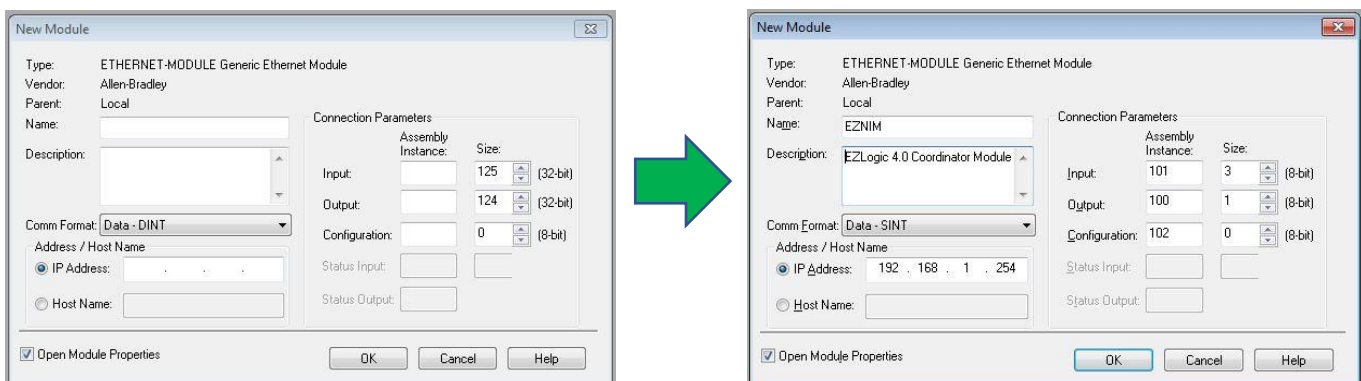 New Module
Type: ETHERNET-MODULE Generic Ethernet Module
Vendor: Allen-Bradley
Parent: Local
Name:
Description:
Comm Format: Data - DINT
Address / Host Name
IP Address: . . .
Host Name:
Connection Parameters
Assembly
Instance: Size:
Input: 125 (32-bit)
Output: 124 (32-bit)
Configuration: 0 (8-bit)
Status Input:
Status Output:
Open Module Properties
OK Cancel Help
New Module
Type: ETHERNET-MODULE Generic Ethernet Module
Vendor: Allen-Bradley
Parent: Local
Name: EZNIM
Description: EZLogic 4.0 Coordinator Module
Comm Format: Data - SINT
Address / Host Name
IP Address: 192 . 168 . 1 . 254
Host Name:
Connection Parameters
Assembly
Instance: Size:
Input: 101 3 (8-bit)
Output: 100 1 (8-bit)
Configuration: 102 0 (8-bit)
Status Input:
Status Output:
Open Module Properties
OK Cancel Help